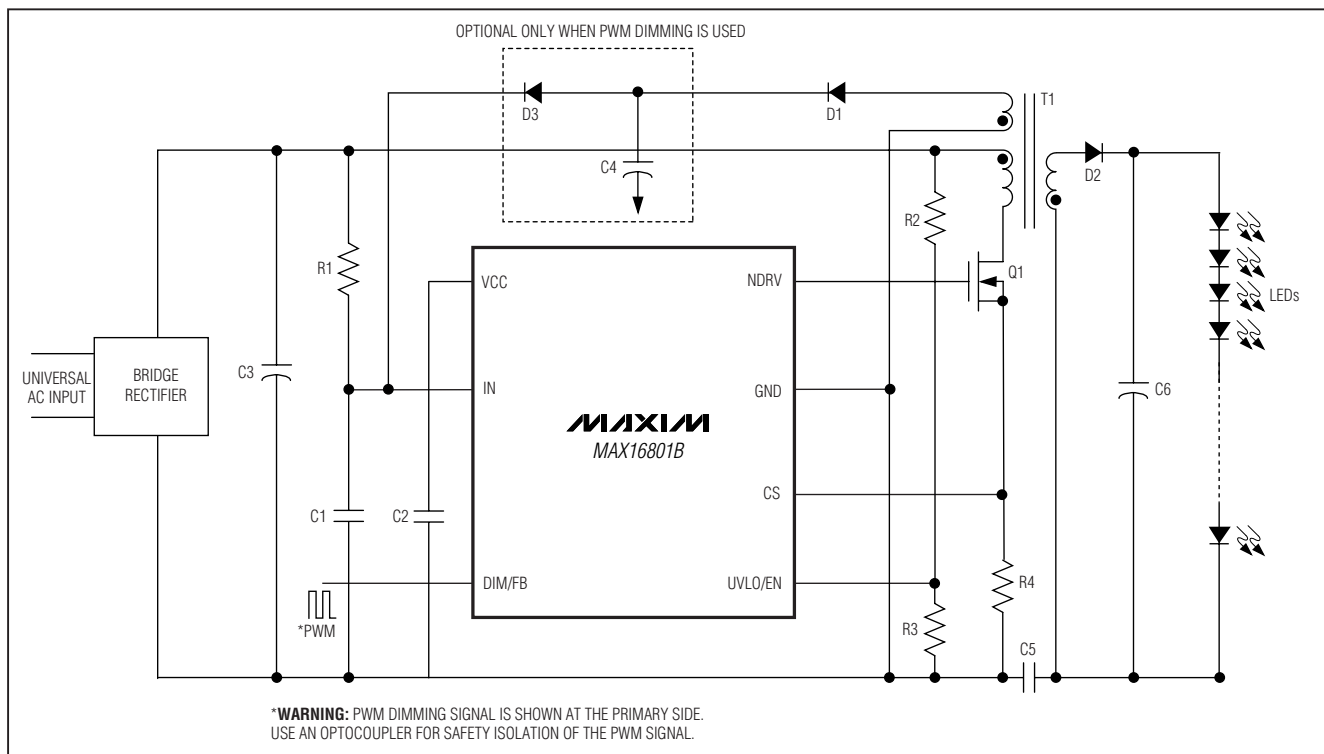 OPTIONAL ONLY WHEN PWM DIMMING IS USED
D3
D1
T1
C4
D2
R2
R1
VCC
NDRV
Q1
LEDs
UNIVERSAL
AC INPUT
BRIDGE
RECTIFIER
C3
IN
GND
C6
MAXIM
MAX16801B
CS
C1
C2
DIM/FB
UVLO/EN
R4
*PWM
R3
C5
*WARNING: PWM DIMMING SIGNAL IS SHOWN AT THE PRIMARY SIDE.
USE AN OPTOCOUPLER FOR SAFETY ISOLATION OF THE PWM SIGNAL.